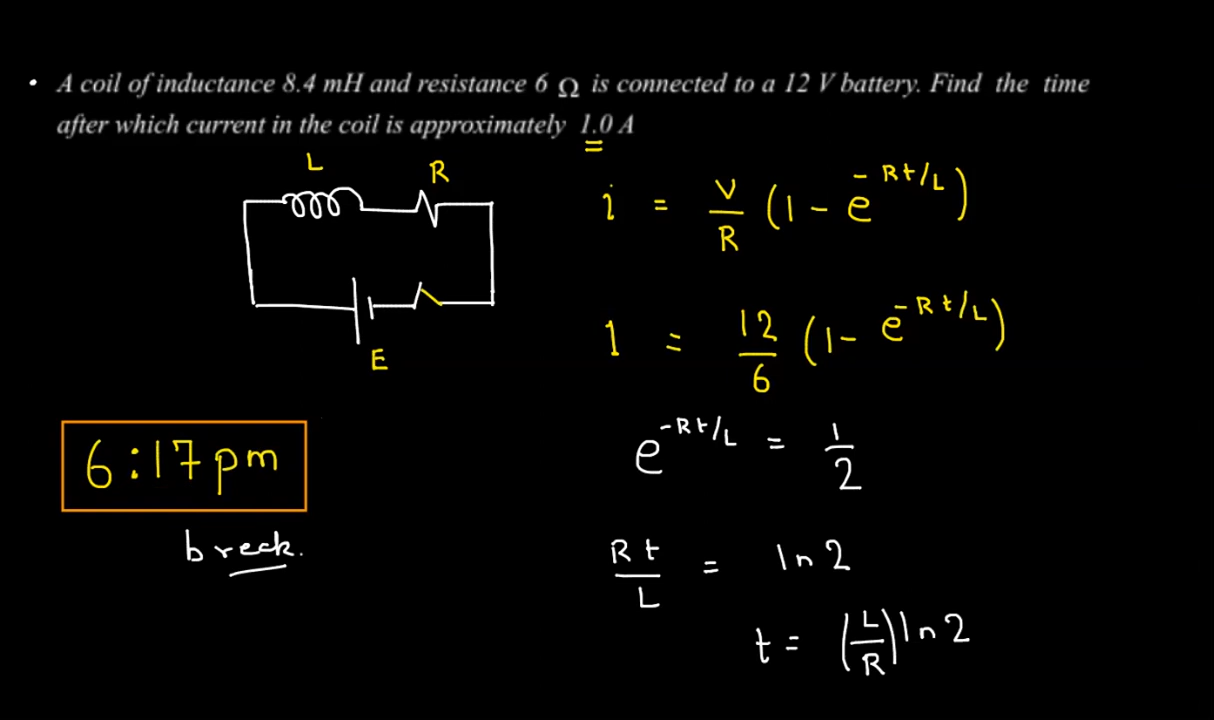 • A coil of inductance 8.4 mH and resistance 6 Ω is connected to a 12 V battery. Find the time
after which current in the coil is approximately 1.0 A
L
R
E
i = V/R (1 - e^-Rt/L)
1 = 12/6 (1 - e^-Rt/L)
e^-Rt/L = 1/2
Rt/L = ln 2
t = (L/R) ln 2
6:17pm
break.